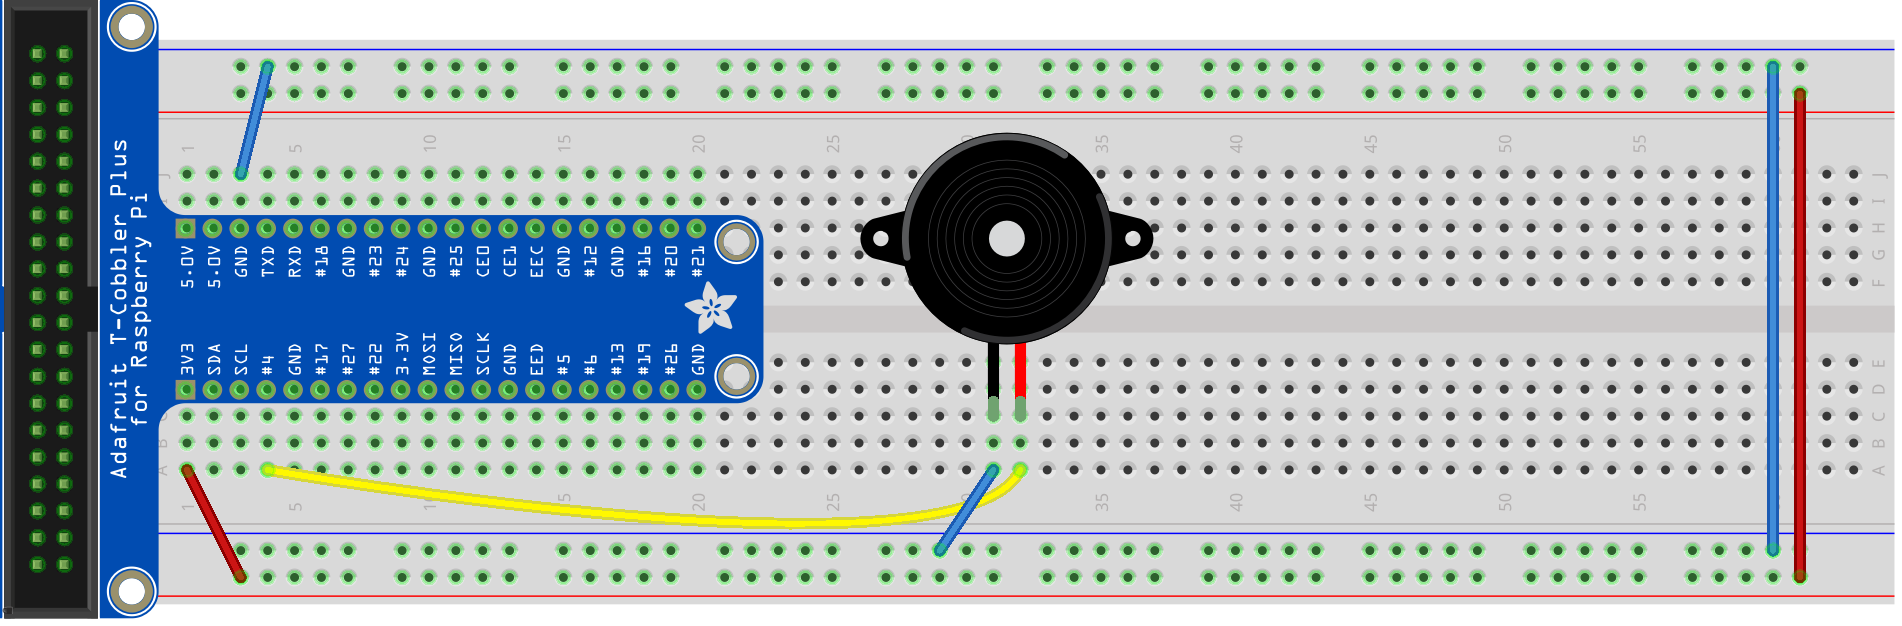 Adafruit T-Cobbler Plus
for Raspberry Pi
1 5 10 15 20 25 30 35 40 45 50 55
J J
I
H
G
F
5.0V 5.0V GND TXD RXD #18 GND #23 #24 GND #25 CE0 CE1 EEC GND #12 GND #16 #20 #21
3V3 SDA SCL #4 GND #17 #27 #22 3.3V MOSI MISO SCLK GND EED #5 #6 #13 #19 #26 GND
E
D
C
B B
A A
1 5 10 15 20 25 30 35 40 45 50 55